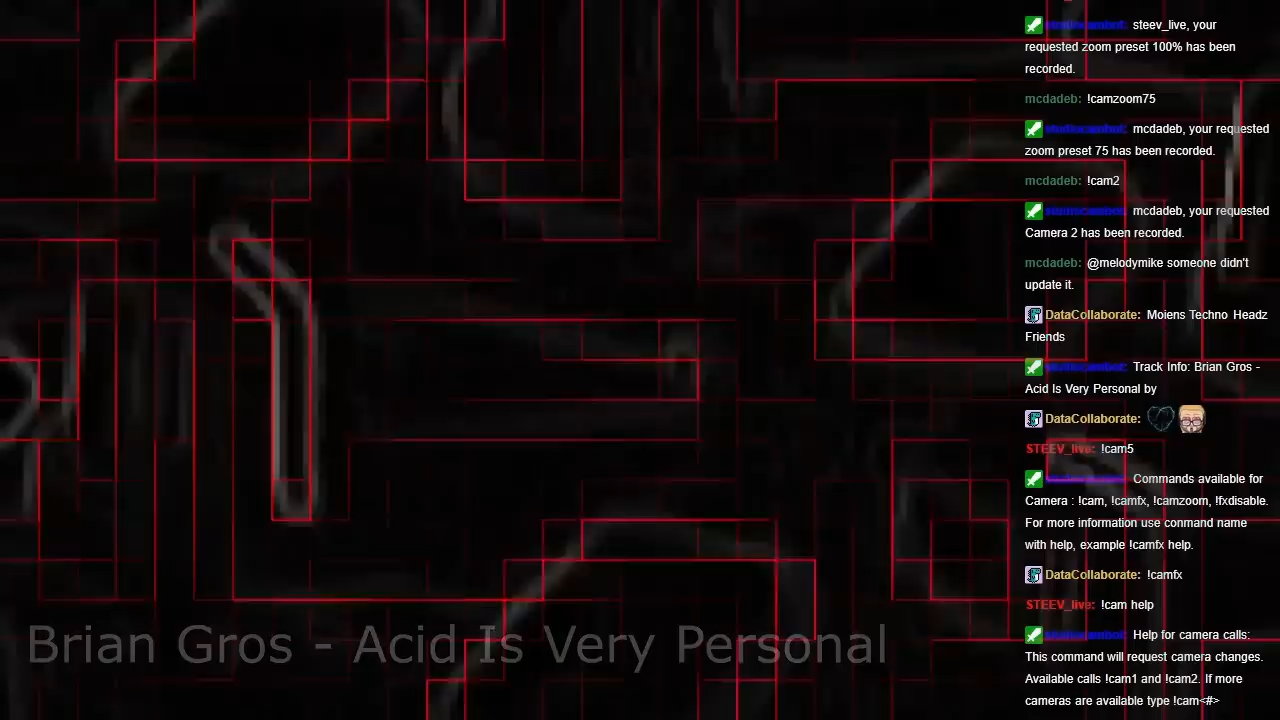 steev_live, your
requested zoom preset 100% has been
recorded.
mcdadeb: !camzoom75
mcdadeb, your requested
zoom preset 75 has been recorded.
mcdadeb: !cam2
mcdadeb, your requested
Camera 2 has been recorded.
mcdadeb: @melodymike someone didn't
update it.
DataCollaborate: Moiens Techno Headz
Friends
Track Info: Brian Gros -
Acid Is Very Personal by
DataCollaborate:
STEEV_live: !cam5
Commands available for
Camera : !cam, !camfx, !camzoom, !fxdisable.
For more information use conmand name
with help, example !camfx help.
DataCollaborate: !camfx
STEEV_live: !cam help
Help for camera calls:
This command will request camera changes.
Available calls !cam1 and !cam2. If more
cameras are available type !cam<#>
Brian Gros - Acid Is Very Personal